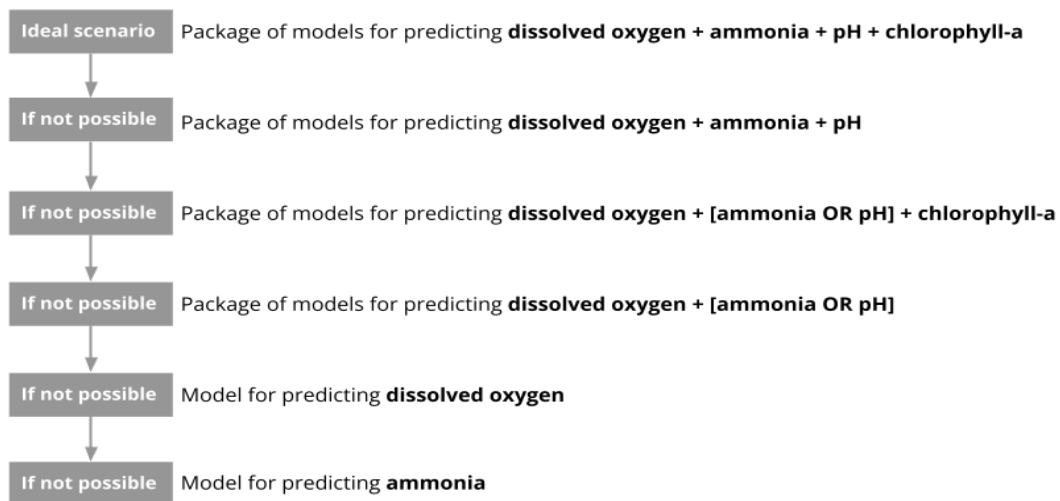 Ideal scenario Package of models for predicting dissolved oxygen + ammonia + pH + chlorophyll-a
If not possible Package of models for predicting dissolved oxygen + ammonia + pH
If not possible Package of models for predicting dissolved oxygen + [ammonia OR pH] + chlorophyll-a
If not possible Package of models for predicting dissolved oxygen + [ammonia OR pH]
If not possible Model for predicting dissolved oxygen
If not possible Model for predicting ammonia